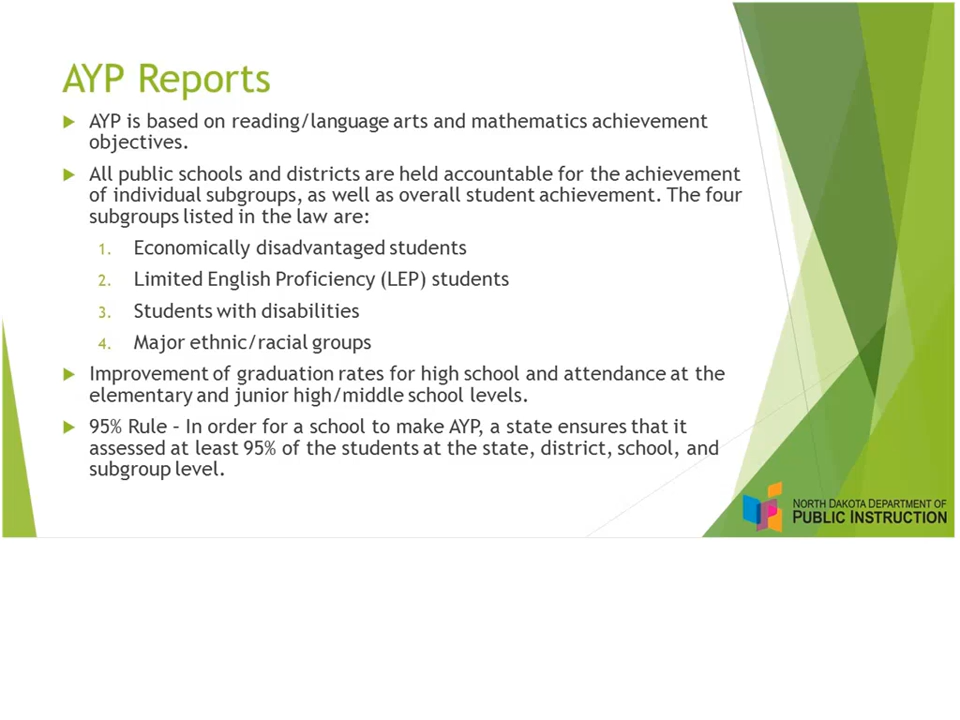 AYP Reports
AYP is based on reading/language arts and mathematics achievement
objectives.
All public schools and districts are held accountable for the achievement
of individual subgroups, as well as overall student achievement. The four
subgroups listed in the law are:
1. Economically disadvantaged students
2. Limited English Proficiency (LEP) students
3. Students with disabilities
4. Major ethnic/racial groups
Improvement of graduation rates for high school and attendance at the
elementary and junior high/middle school levels.
95% Rule – In order for a school to make AYP, a state ensures that it
assessed at least 95% of the students at the state, district, school, and
subgroup level.
NORTH DAKOTA DEPARTMENT OF
PUBLIC INSTRUCTION